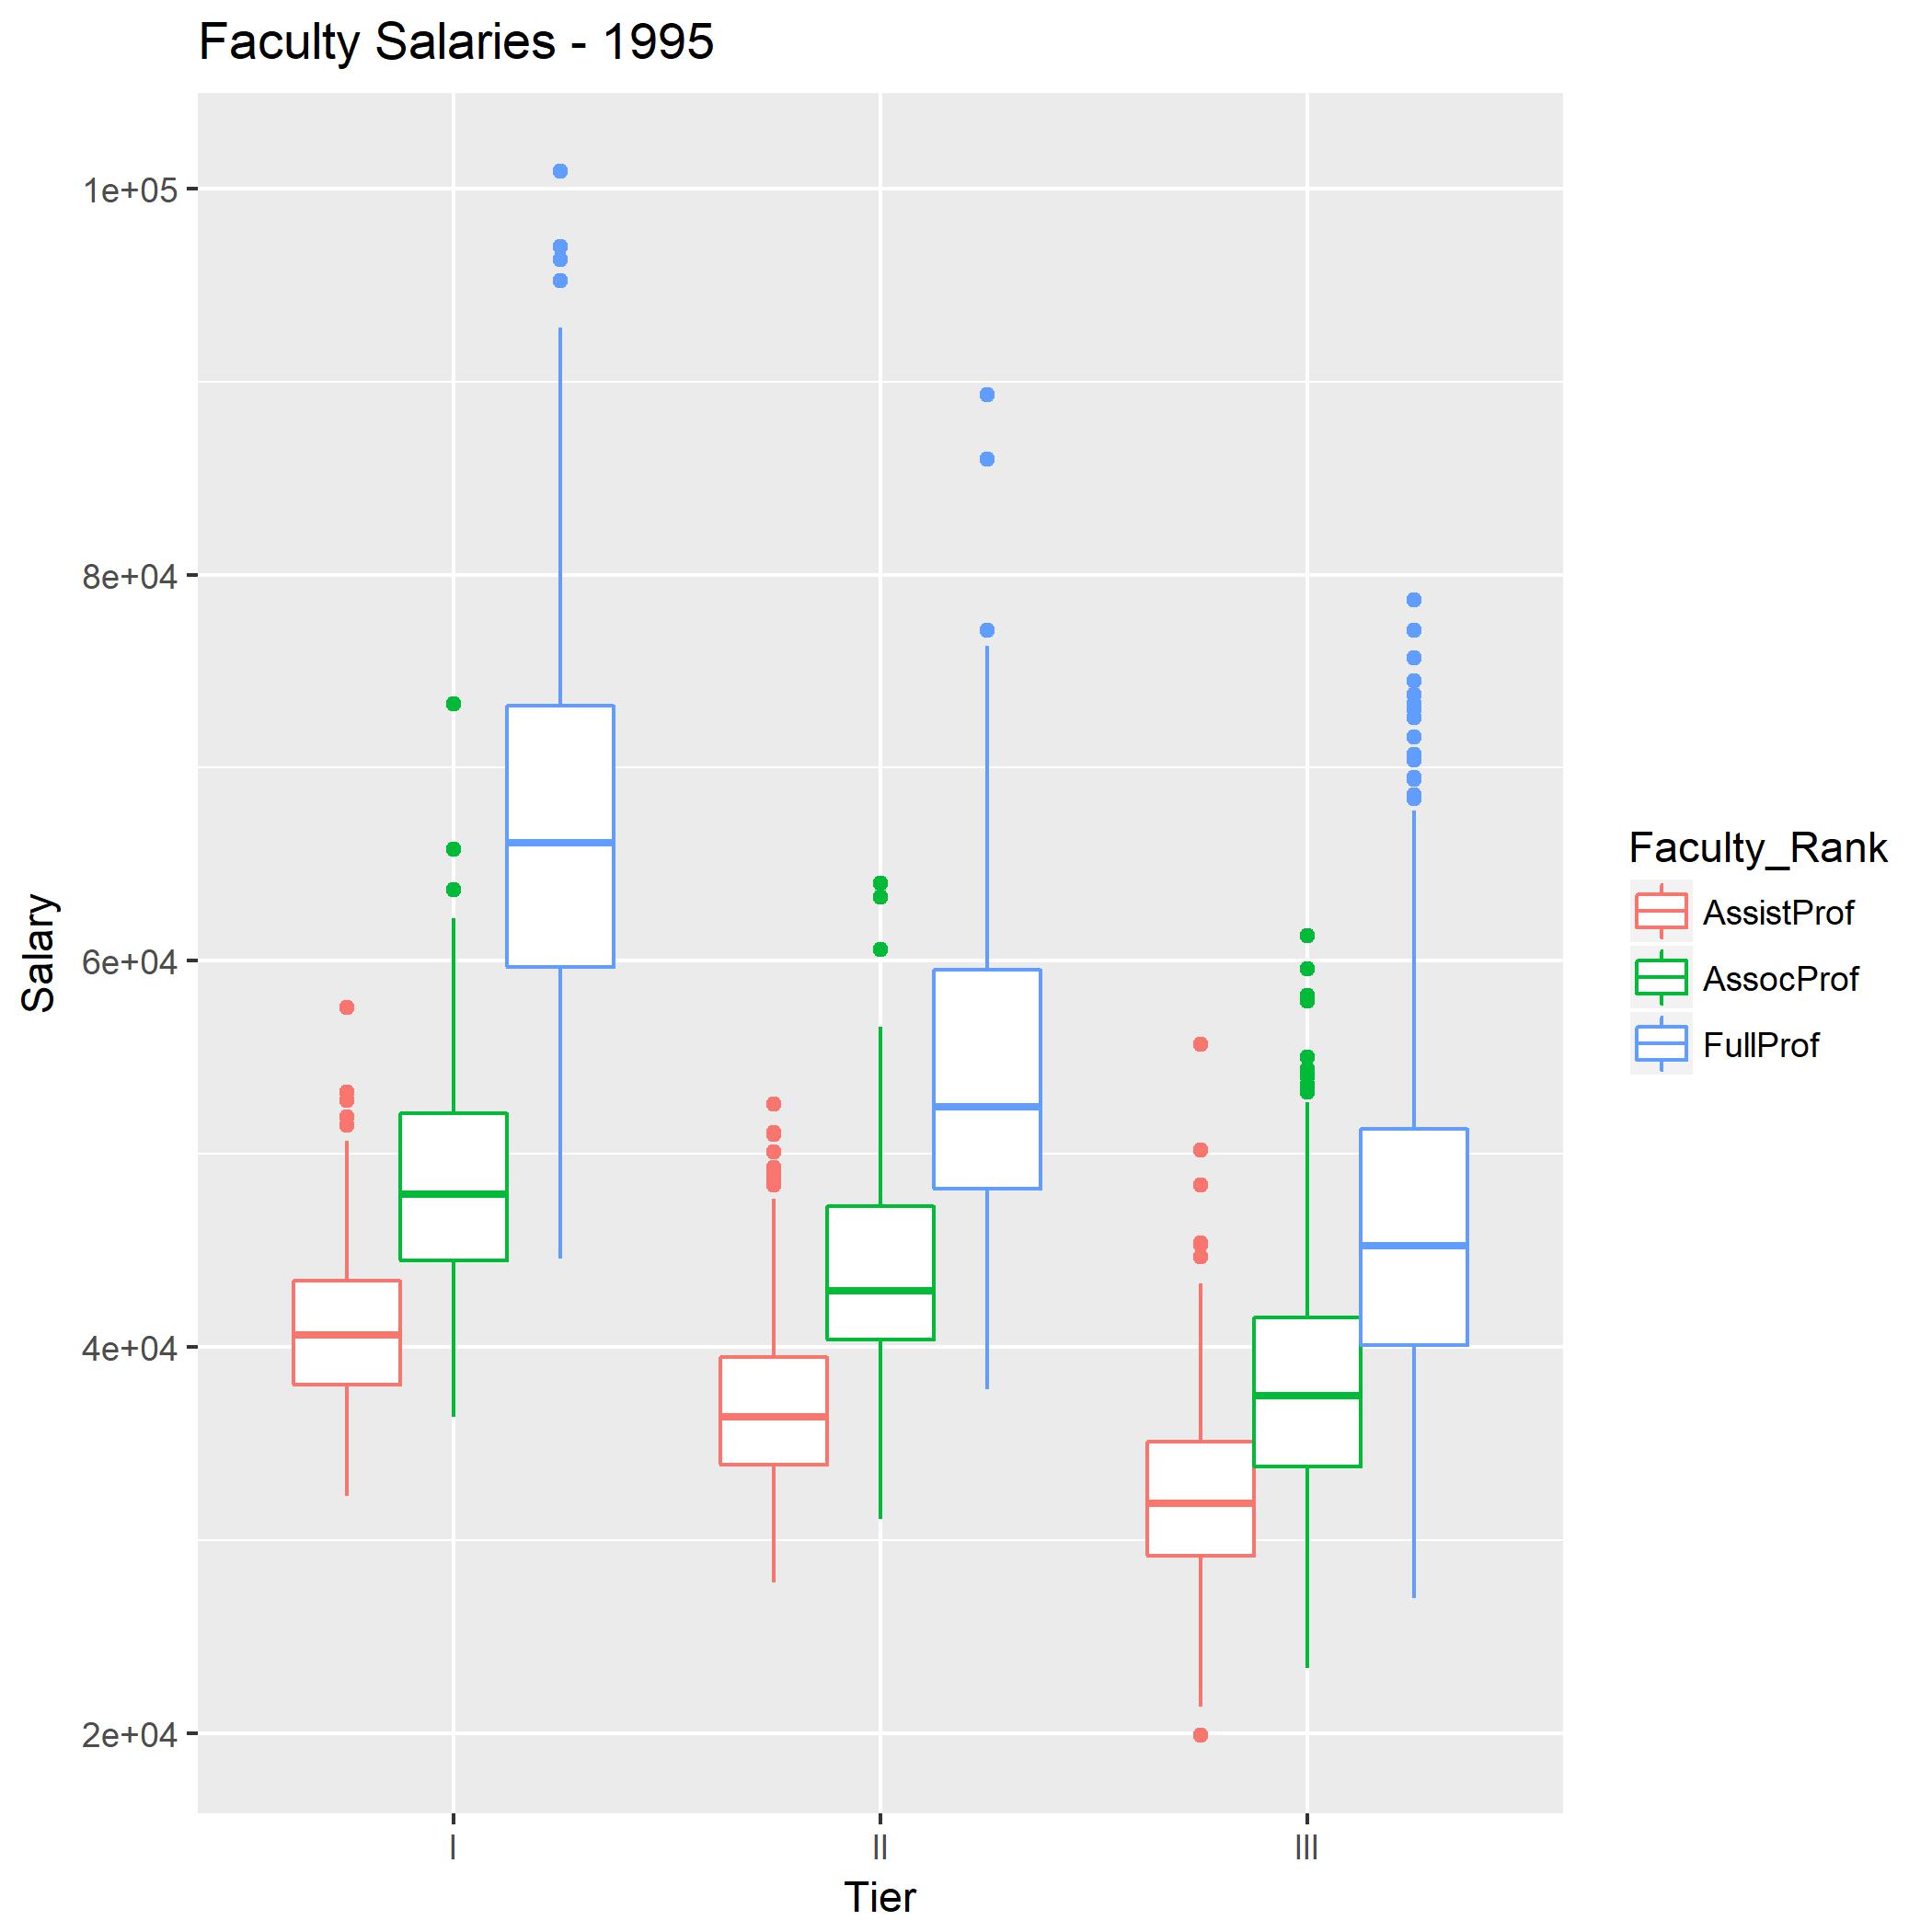 Faculty Salaries - 1995
1e+05
8e+04
6e+04
4e+04
2e+04
Salary
I
II
III
Tier
Faculty_Rank
AssistProf
AssocProf
FullProf